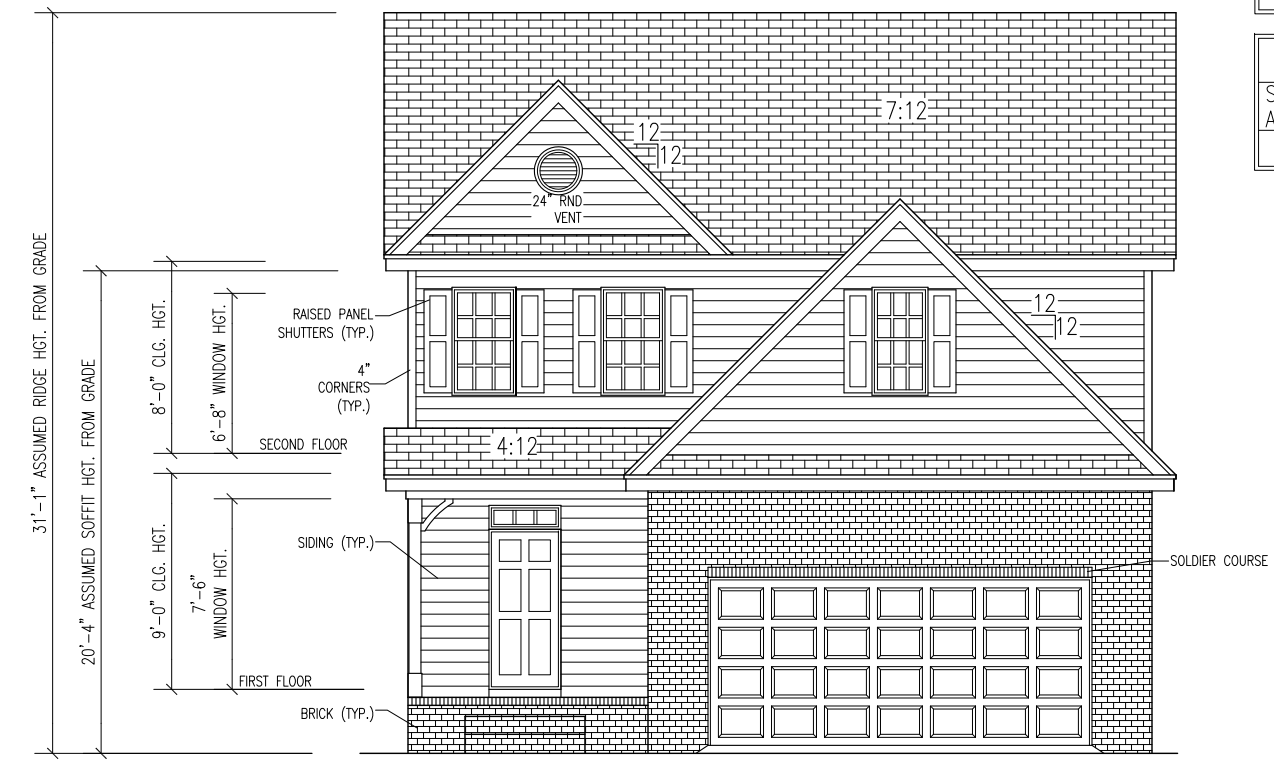 7:12
12
12
24" RND
VENT
12
12
RAISED PANEL
SHUTTERS (TYP.)
4"
CORNERS
(TYP.)
4:12
SECOND FLOOR
SIDING (TYP.)
SOLDIER COURSE
FIRST FLOOR
BRICK (TYP.)
31'-1" ASSUMED RIDGE HGT. FROM GRADE
20'-4" ASSUMED SOFFIT HGT. FROM GRADE
8'-0" CLG. HGT.
6'-8" WINDOW HGT.
9'-0" CLG. HGT.
7'-6"
WINDOW HGT.
S
A